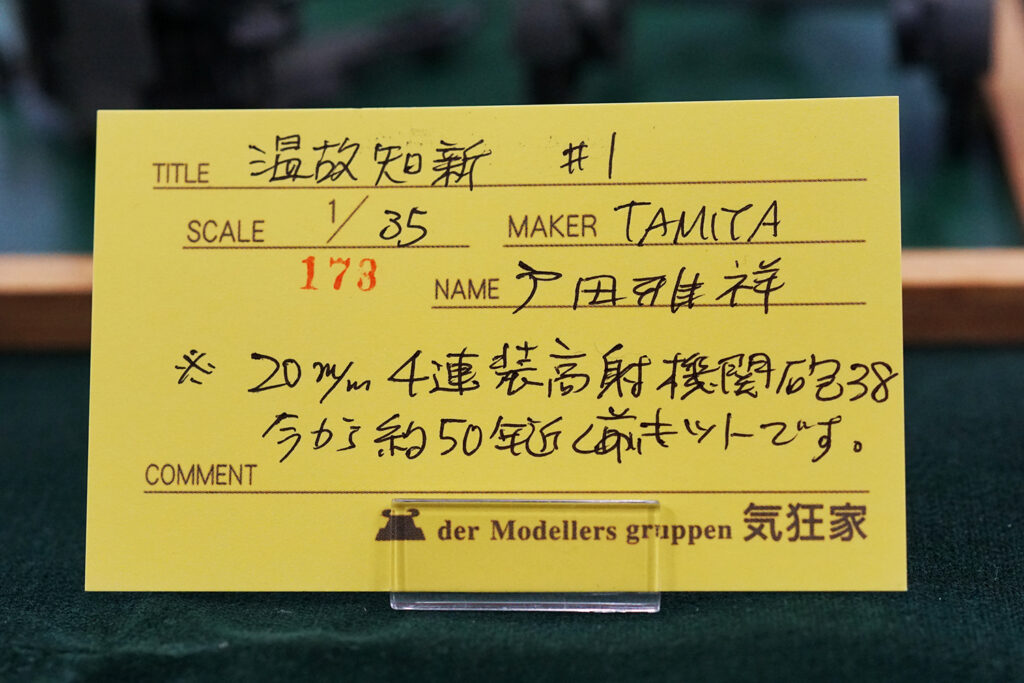 TITLE 温故知新 #1
SCALE 1/35 MAKER TAMIYA
173 NAME 戸田雅祥
※ 20m/m 4連装高射機関砲38
今から約50年近く前キットです。
COMMENT
der Modellers gruppen 気狂家